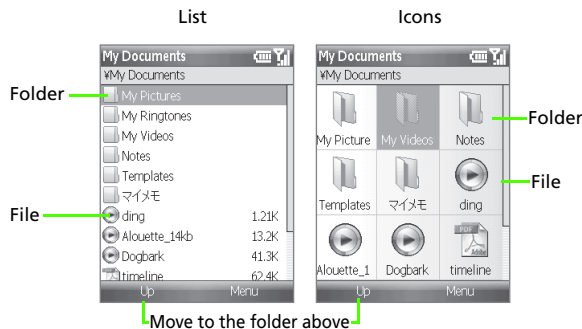 List
Icons
My Documents
¥My Documents
Folder
My Pictures
My Ringtones
My Videos
Notes
Templates
マイメモ
File
ding 1.21K
Alouette_14kb 13.2K
Dogbark 41.3K
timeline 62.4K
Up Menu
My Documents
¥My Documents
My Picture My Videos Notes
Folder
File
Templates マイメモ ding
PDF
Adobe
Alouette_1 Dogbark timeline
Up Menu
Move to the folder above